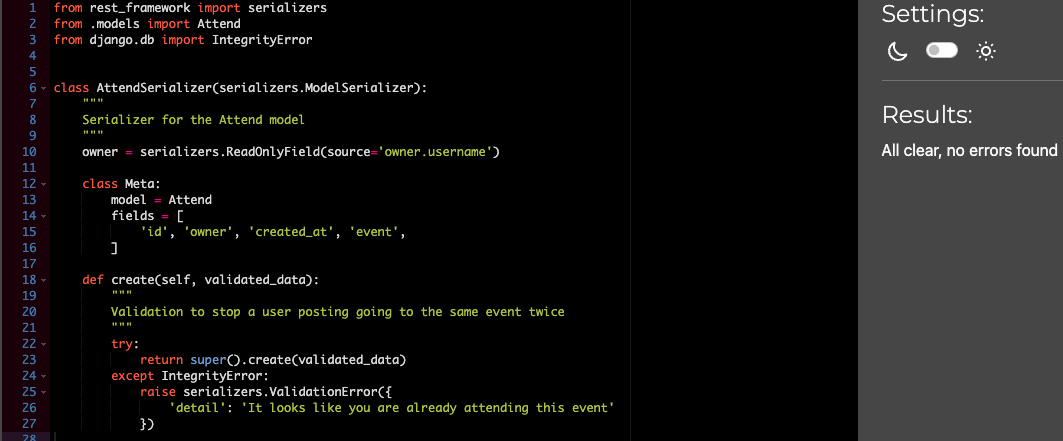 1 from rest_framework import serializers
2 from .models import Attend
3 from django.db import IntegrityError
4
5
6 class AttendSerializer(serializers.ModelSerializer):
7     """
8     Serializer for the Attend model
9     """
10     owner = serializers.ReadOnlyField(source='owner.username')
11
12     class Meta:
13         model = Attend
14         fields = [
15             'id', 'owner', 'created_at', 'event',
16         ]
17
18     def create(self, validated_data):
19         """
20         Validation to stop a user posting going to the same event twice
21         """
22         try:
23             return super().create(validated_data)
24         except IntegrityError:
25             raise serializers.ValidationError({
26                 'detail': 'It looks like you are already attending this event'
27             })
28
Settings:
Results:
All clear, no errors found